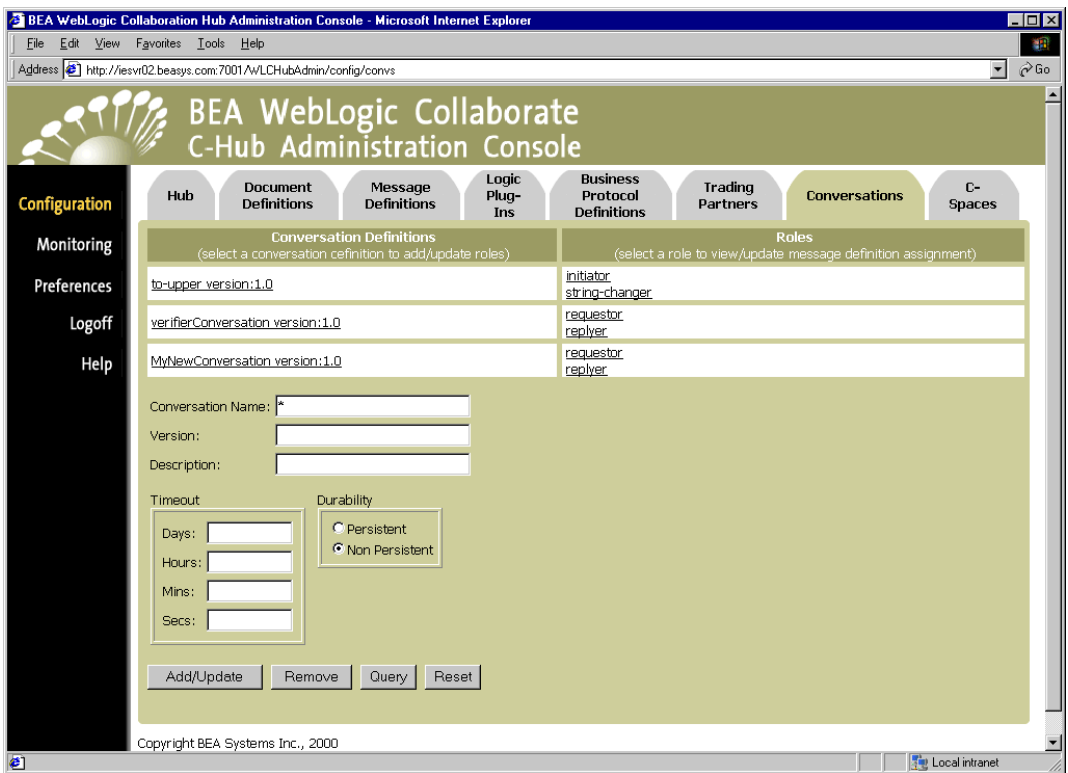 BEA WebLogic Collaboration Hub Administration Console - Microsoft Internet Explorer
File Edit View Favorites Tools Help
Address http://iesvr02.beasys.com:7001/WLCHubAdmin/config/convs Go
BEA WebLogic Collaborate
C-Hub Administration Console
Configuration
Monitoring
Preferences
Logoff
Help
Hub
Document
Definitions
Message
Definitions
Logic
Plug-
Ins
Business
Protocol
Definitions
Trading
Partners
Conversations
C-
Spaces
Conversation Definitions
(select a conversation cefinition to add/update roles)
Roles
(select a role to view/update message definition assignment)
to-upper version:1.0
initiator
string-changer
verifierConversation version:1.0
requestor
replyer
MyNewConversation version:1.0
requestor
replyer
Conversation Name: *
Version:
Description:
Timeout
Days:
Hours:
Mins:
Secs:
Durability
Persistent
Non Persistent
Add/Update Remove Query Reset
Copyright BEA Systems Inc., 2000
Local intranet